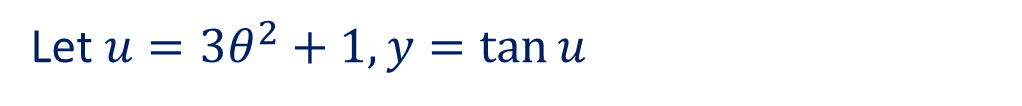 Let 𝑢 = 3𝜃² + 1, 𝑦 = tan 𝑢